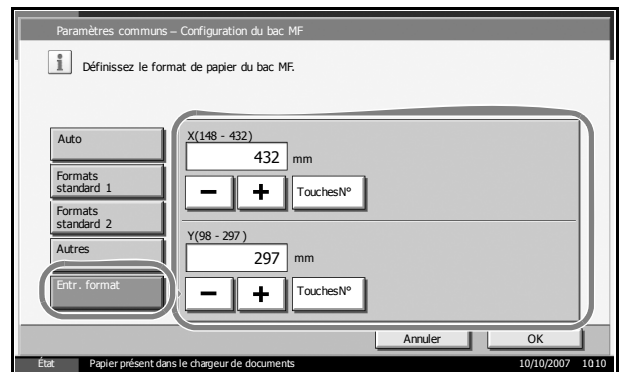 Paramètres communs – Configuration du bac MF
i
Définissez le format de papier du bac MF.
Auto
Formats
standard 1
Formats
standard 2
Autres
Entr. format
X(148 - 432)
432 mm
– + TouchesN°
Y(98 - 297)
297 mm
– + TouchesN°
Annuler OK
État Papier présent dans le chargeur de documents 10/10/2007 1010